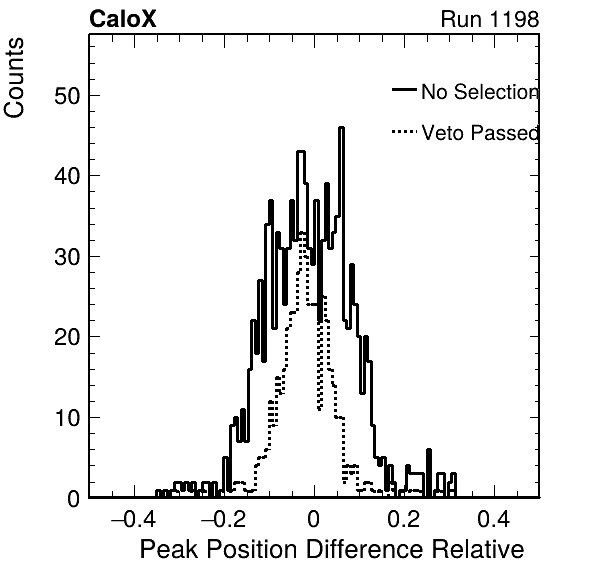 CaloX Run 1198
Counts
No Selection
Veto Passed
50
40
30
20
10
0
−0.4 −0.2 0 0.2 0.4
Peak Position Difference Relative